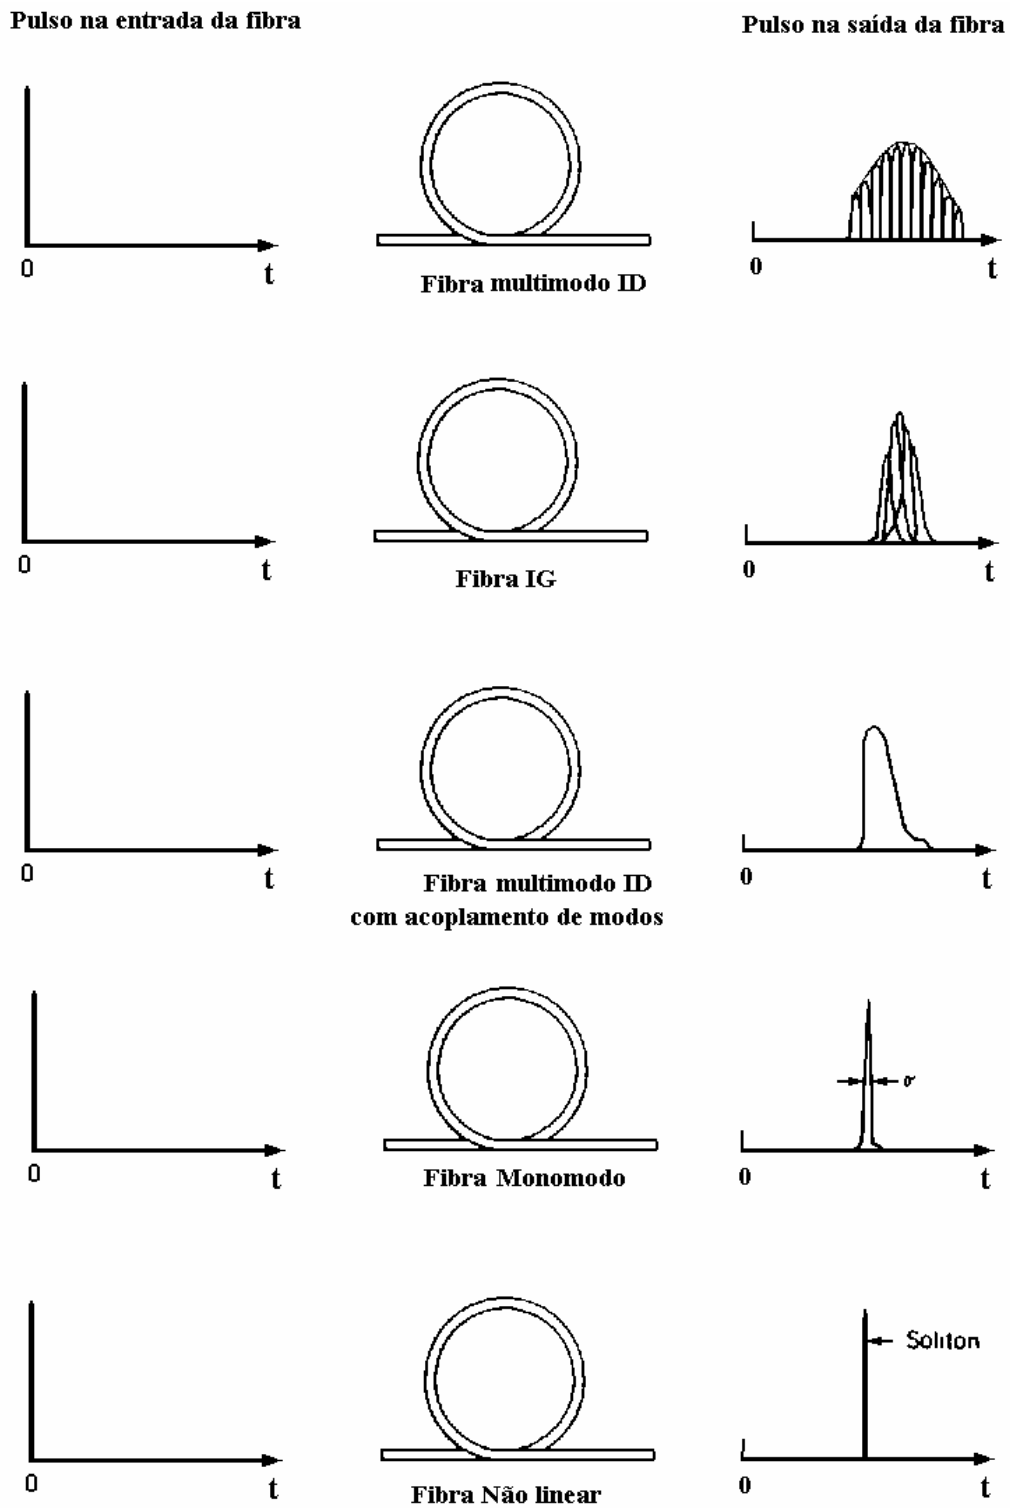 Pulso na entrada da fibra
Pulso na saída da fibra
0
t
Fibra multimodo ID
0
t
0
t
Fibra IG
0
t
0
t
Fibra multimodo ID
com acoplamento de modos
0
t
0
t
Fibra Monomodo
σ
0
t
0
t
Fibra Não linear
Soliton
0
t